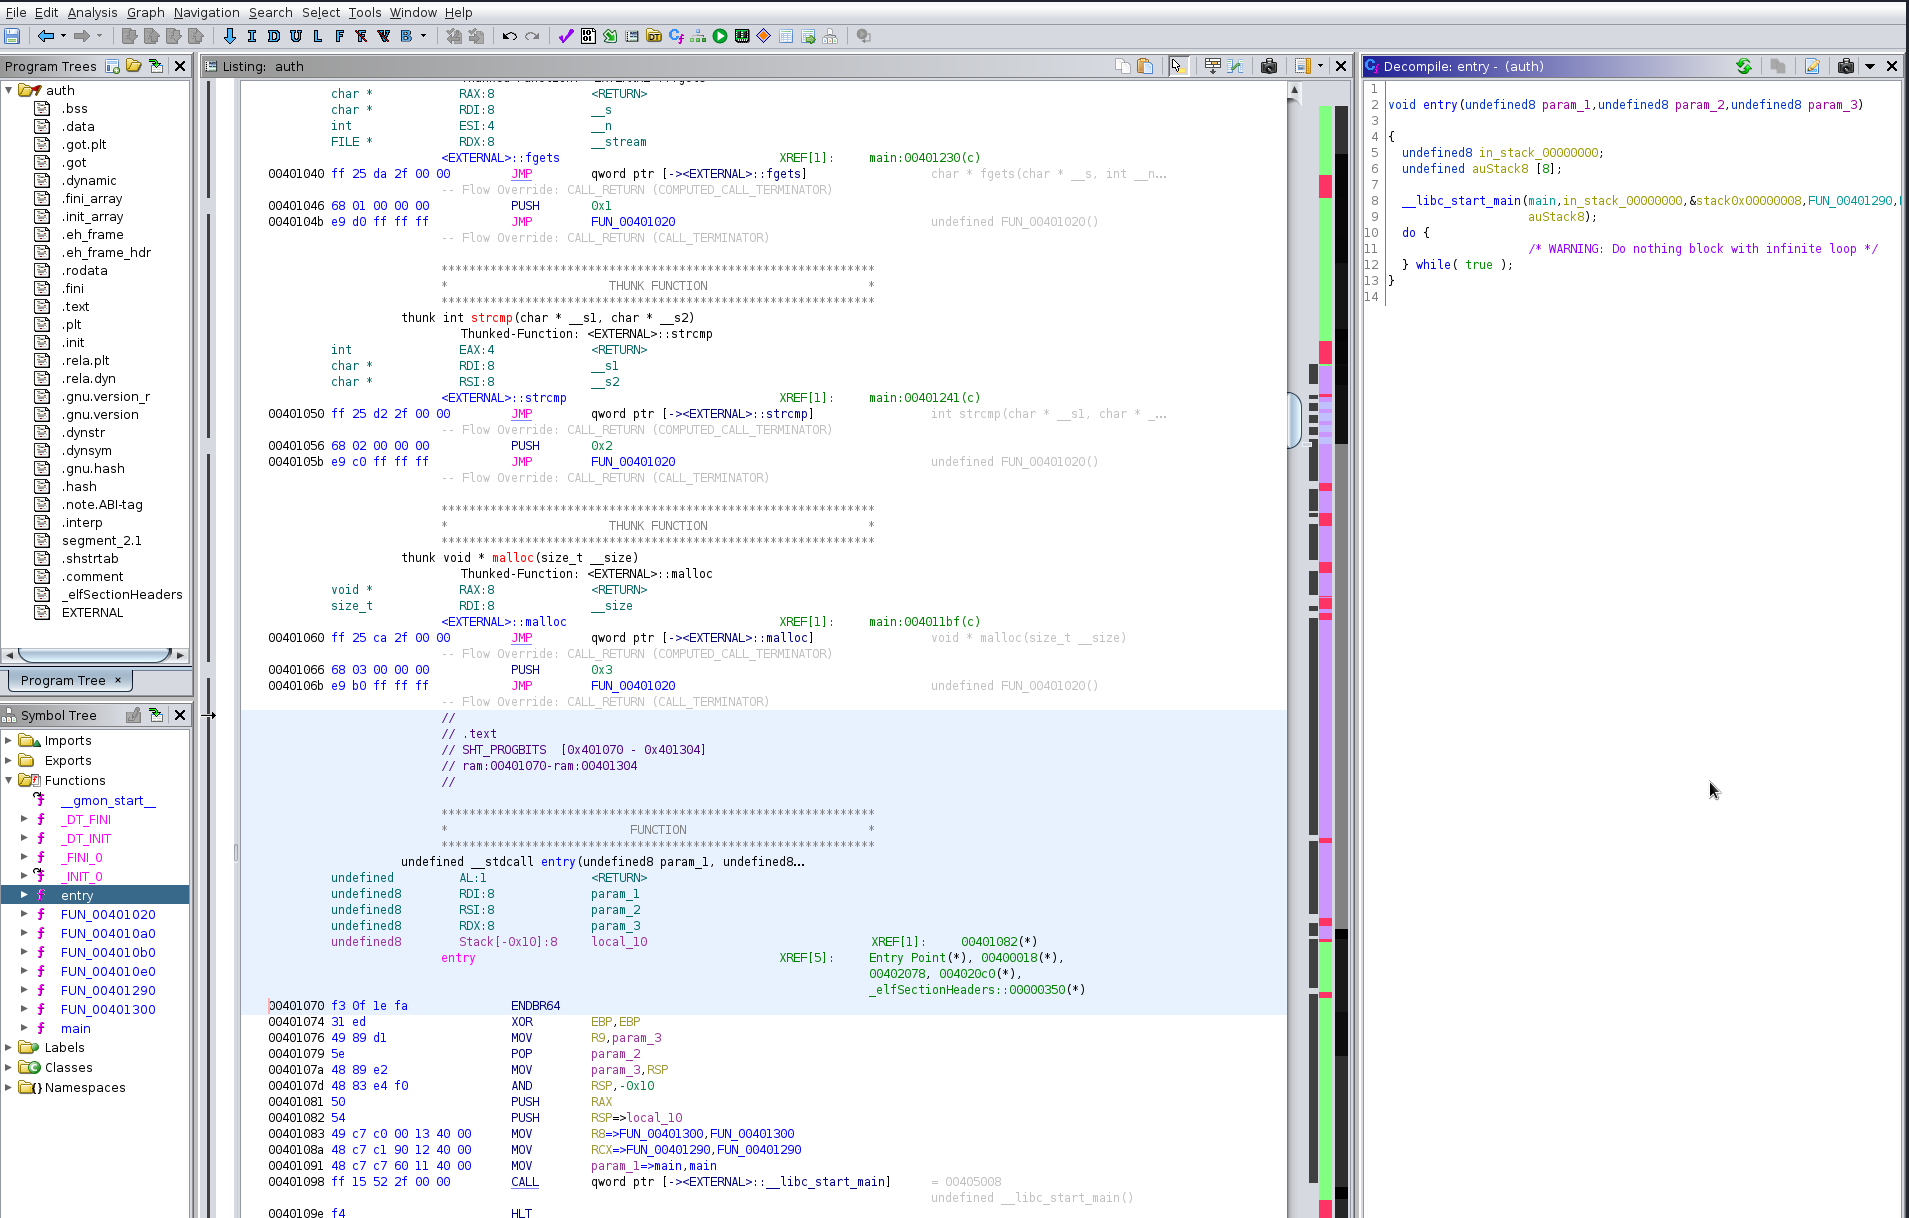 File Edit Analysis Graph Navigation Search Select Tools Window Help
I D U L F B
Program Trees
auth
.bss
.data
.got.plt
.got
.dynamic
.fini_array
.init_array
.eh_frame
.eh_frame_hdr
.rodata
.fini
.text
.plt
.init
.rela.plt
.rela.dyn
.gnu.version_r
.gnu.version
.dynstr
.dynsym
.gnu.hash
.hash
.note.ABI-tag
.interp
segment_2.1
.shstrtab
.comment
_elfSectionHeaders
EXTERNAL
Program Tree ×
Symbol Tree
Imports
Exports
Functions
__gmon_start__
_DT_FINI
_DT_INIT
_FINI_0
_INIT_0
entry
FUN_00401020
FUN_004010a0
FUN_004010b0
FUN_004010e0
FUN_00401290
FUN_00401300
main
Labels
Classes
Namespaces
Listing: auth
char * RAX:8 <RETURN>
char * RDI:8 __s
int ESI:4 __n
FILE * RDX:8 __stream
<EXTERNAL>::fgets XREF[1]: main:00401230(c)
00401040 ff 25 da 2f 00 00 JMP qword ptr [-><EXTERNAL>::fgets] char * fgets(char * __s, int __n...
-- Flow Override: CALL_RETURN (COMPUTED_CALL_TERMINATOR)
00401046 68 01 00 00 00 PUSH 0x1
0040104b e9 d0 ff ff ff JMP FUN_00401020 undefined FUN_00401020()
-- Flow Override: CALL_RETURN (CALL_TERMINATOR)
**************************************************************
* THUNK FUNCTION *
**************************************************************
thunk int strcmp(char * __s1, char * __s2)
Thunked-Function: <EXTERNAL>::strcmp
int EAX:4 <RETURN>
char * RDI:8 __s1
char * RSI:8 __s2
<EXTERNAL>::strcmp XREF[1]: main:00401241(c)
00401050 ff 25 d2 2f 00 00 JMP qword ptr [-><EXTERNAL>::strcmp] int strcmp(char * __s1, char * _...
-- Flow Override: CALL_RETURN (COMPUTED_CALL_TERMINATOR)
00401056 68 02 00 00 00 PUSH 0x2
0040105b e9 c0 ff ff ff JMP FUN_00401020 undefined FUN_00401020()
-- Flow Override: CALL_RETURN (CALL_TERMINATOR)
**************************************************************
* THUNK FUNCTION *
**************************************************************
thunk void * malloc(size_t __size)
Thunked-Function: <EXTERNAL>::malloc
void * RAX:8 <RETURN>
size_t RDI:8 __size
<EXTERNAL>::malloc XREF[1]: main:004011bf(c)
00401060 ff 25 ca 2f 00 00 JMP qword ptr [-><EXTERNAL>::malloc] void * malloc(size_t __size)
-- Flow Override: CALL_RETURN (COMPUTED_CALL_TERMINATOR)
00401066 68 03 00 00 00 PUSH 0x3
0040106b e9 b0 ff ff ff JMP FUN_00401020 undefined FUN_00401020()
-- Flow Override: CALL_RETURN (CALL_TERMINATOR)
//
// .text
// SHT_PROGBITS [0x401070 - 0x401304]
// ram:00401070-ram:00401304
//
**************************************************************
* FUNCTION *
**************************************************************
undefined __stdcall entry(undefined8 param_1, undefined8...
undefined AL:1 <RETURN>
undefined8 RDI:8 param_1
undefined8 RSI:8 param_2
undefined8 RDX:8 param_3
undefined8 Stack[-0x10]:8 local_10 XREF[1]: 00401082(*)
entry XREF[5]: Entry Point(*), 00400018(*),
00402078, 004020c0(*),
_elfSectionHeaders::00000350(*)
00401070 f3 0f 1e fa ENDBR64
00401074 31 ed XOR EBP,EBP
00401076 49 89 d1 MOV R9,param_3
00401079 5e POP param_2
0040107a 48 89 e2 MOV param_3,RSP
0040107d 48 83 e4 f0 AND RSP,-0x10
00401081 50 PUSH RAX
00401082 54 PUSH RSP=>local_10
00401083 49 c7 c0 00 13 40 00 MOV R8=>FUN_00401300,FUN_00401300
0040108a 48 c7 c1 90 12 40 00 MOV RCX=>FUN_00401290,FUN_00401290
00401091 48 c7 c7 60 11 40 00 MOV param_1=>main,main
00401098 ff 15 52 2f 00 00 CALL qword ptr [-><EXTERNAL>::__libc_start_main] = 00405008
undefined __libc_start_main()
0040109e f4 HLT
Decompile: entry - (auth)
1
2 void entry(undefined8 param_1,undefined8 param_2,undefined8 param_3)
3
4 {
5 undefined8 in_stack_00000000;
6 undefined auStack8 [8];
7
8 __libc_start_main(main,in_stack_00000000,&stack0x00000008,FUN_00401290,
9 auStack8);
10 do {
11 /* WARNING: Do nothing block with infinite loop */
12 } while( true );
13 }
14